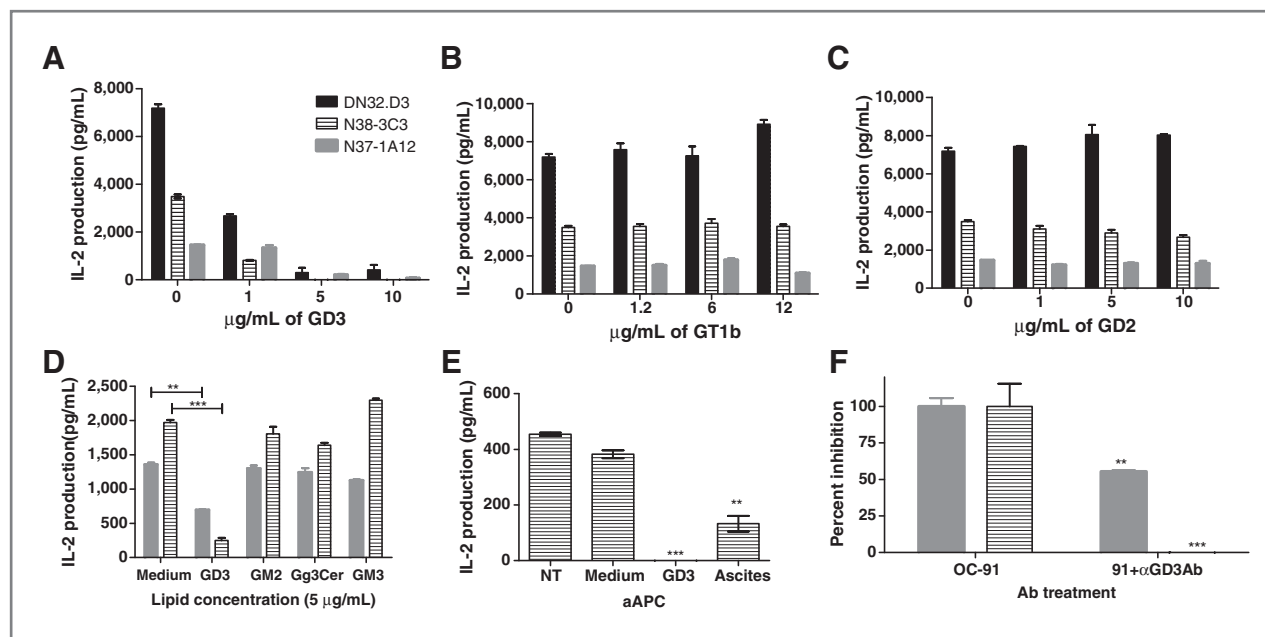 A
IL-2 production (pg/mL)
8,000
6,000
4,000
2,000
0
0 1 5 10
μg/mL of GD3
DN32.D3
N38-3C3
N37-1A12
B
IL-2 production (pg/mL)
10,000
8,000
6,000
4,000
2,000
0
0 1.2 6 12
μg/mL of GT1b
C
IL-2 production (pg/mL)
10,000
8,000
6,000
4,000
2,000
0
0 1 5 10
μg/mL of GD2
D
IL-2 production(pg/mL)
2,500
2,000
1,500
1,000
500
0
**
***
Medium GD3 GM2 Gg3Cer GM3
Lipid concentration (5 μg/mL)
E
IL-2 production (pg/mL)
600
400
200
0
***
**
NT Medium GD3 Ascites
aAPC
F
Percent inhibition
100
75
50
25
0
**
***
OC-91 91+αGD3Ab
Ab treatment